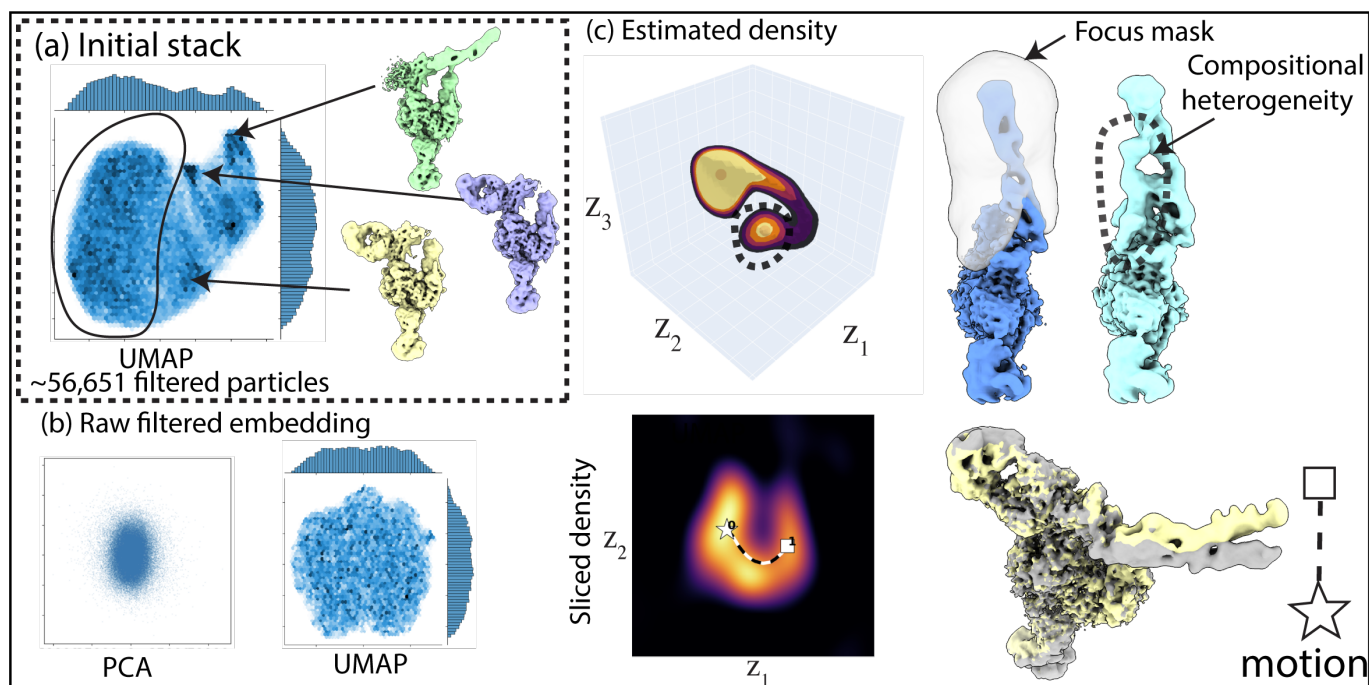 (a) Initial stack
UMAP
~56,651 filtered particles
(b) Raw filtered embedding
PCA
UMAP
(c) Estimated density
Z3
Z2
Z1
Focus mask
Compositional
heterogeneity
Sliced density
Z2
Z1
0
1
motion